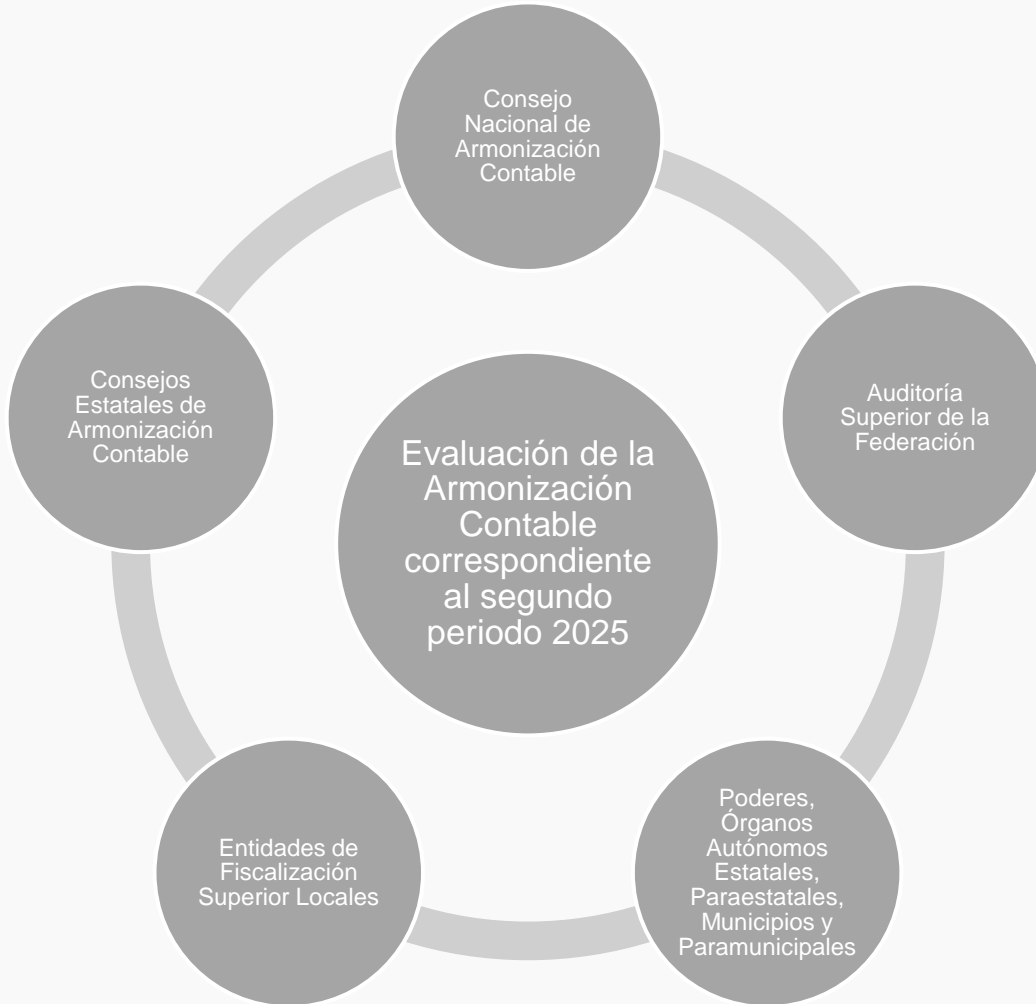 Consejo
Nacional de
Armonización
Contable
Auditoría
Superior de la
Federación
Poderes,
Órganos
Autónomos
Estatales,
Paraestatales,
Municipios y
Paramunicipales
Entidades de
Fiscalización
Superior Locales
Consejos
Estatales de
Armonización
Contable
Evaluación de la
Armonización
Contable
correspondiente
al segundo
periodo 2025